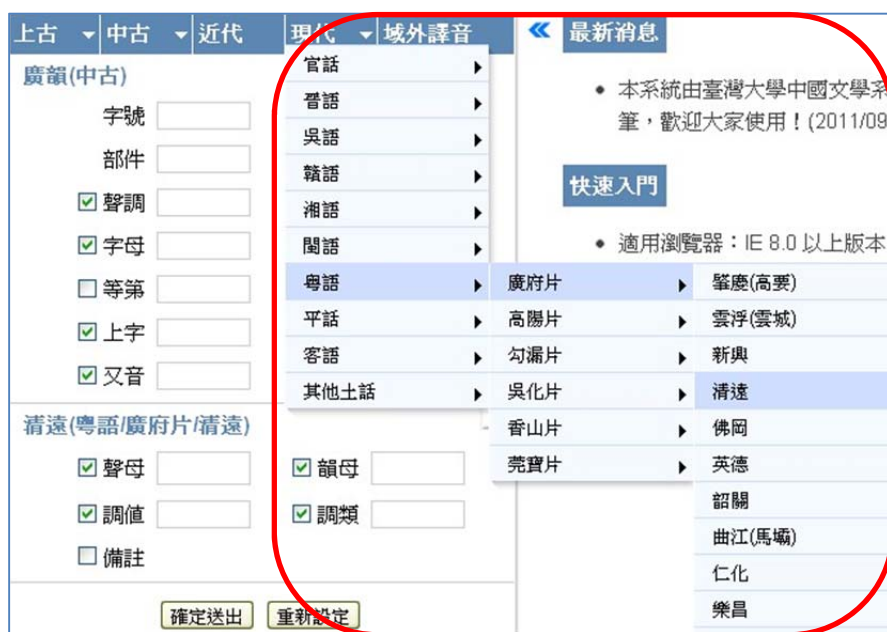 上古 中古 近代 現代 域外譯音
廣韻(中古)
字號
部件
聲調
字母
等第
上字
又音
清遠(粵語/廣府片/清遠)
聲母 韻母
調值 調類
備註
確定送出 重新設定
官話
晉語
吳語
贛語
湘語
閩語
粵語
平話
客語
其他土話
廣府片
高陽片
勾漏片
吳化片
香山片
莞寶片
肇慶(高要)
雲浮(雲城)
新興
清遠
佛岡
英德
韶關
曲江(馬壩)
仁化
樂昌
最新消息
本系統由臺灣大學中國文學系
筆，歡迎大家使用！(2011/09
快速入門
適用瀏覽器：IE 8.0 以上版本